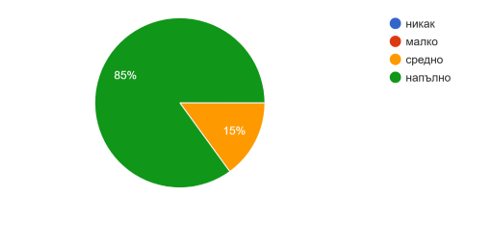 никак
малко
средно
напълно
85%
15%